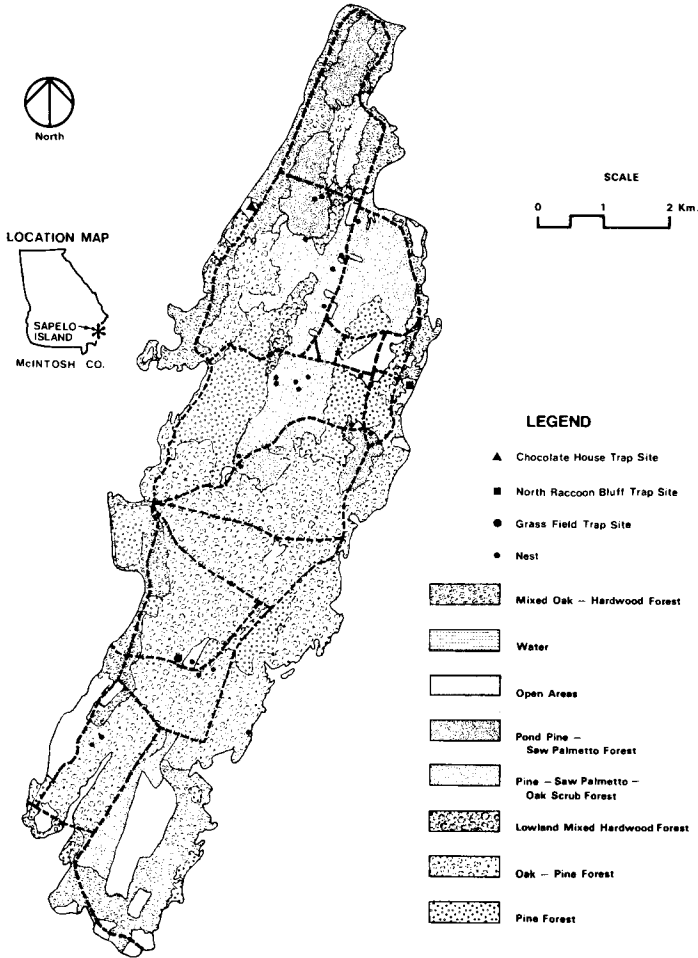 North
SCALE
0 1 2 Km.
LOCATION MAP
SAPELO
ISLAND
McINTOSH CO.
LEGEND
Chocolate House Trap Site
North Raccoon Bluff Trap Site
Grass Field Trap Site
Nest
Mixed Oak – Hardwood Forest
Water
Open Areas
Pond Pine –
Saw Palmetto Forest
Pine – Saw Palmetto –
Oak Scrub Forest
Lowland Mixed Hardwood Forest
Oak – Pine Forest
Pine Forest